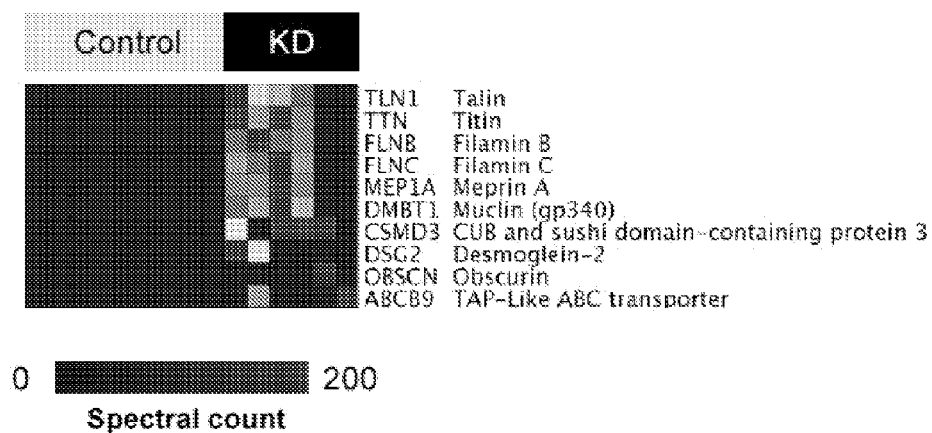 Control KD
TLN1 Talin
TTN Titin
FLNB Filamin B
FLNC Filamin C
MEP1A Meprin A
DMBT1 Muclin (gp340)
CSMD3 CUB and sushi domain-containing protein 3
DSG2 Desmoglein-2
OBSCN Obscurin
ABCB9 TAP-Like ABC transporter
0 200
Spectral count